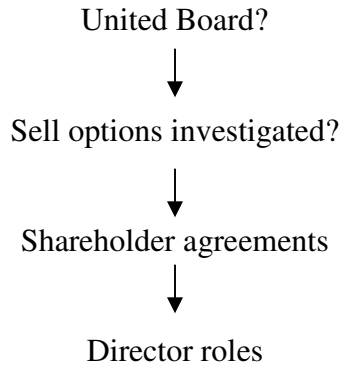 United Board?
Sell options investigated?
Shareholder agreements
Director roles